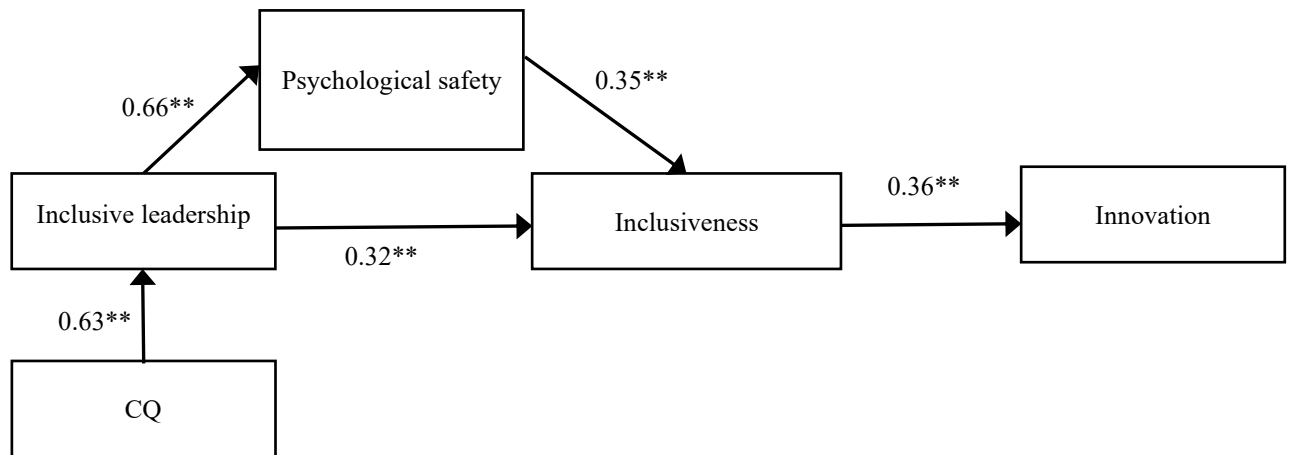 Psychological safety
0.35**
0.66**
Inclusive leadership
0.32**
Inclusiveness
0.36**
Innovation
0.63**
CQ